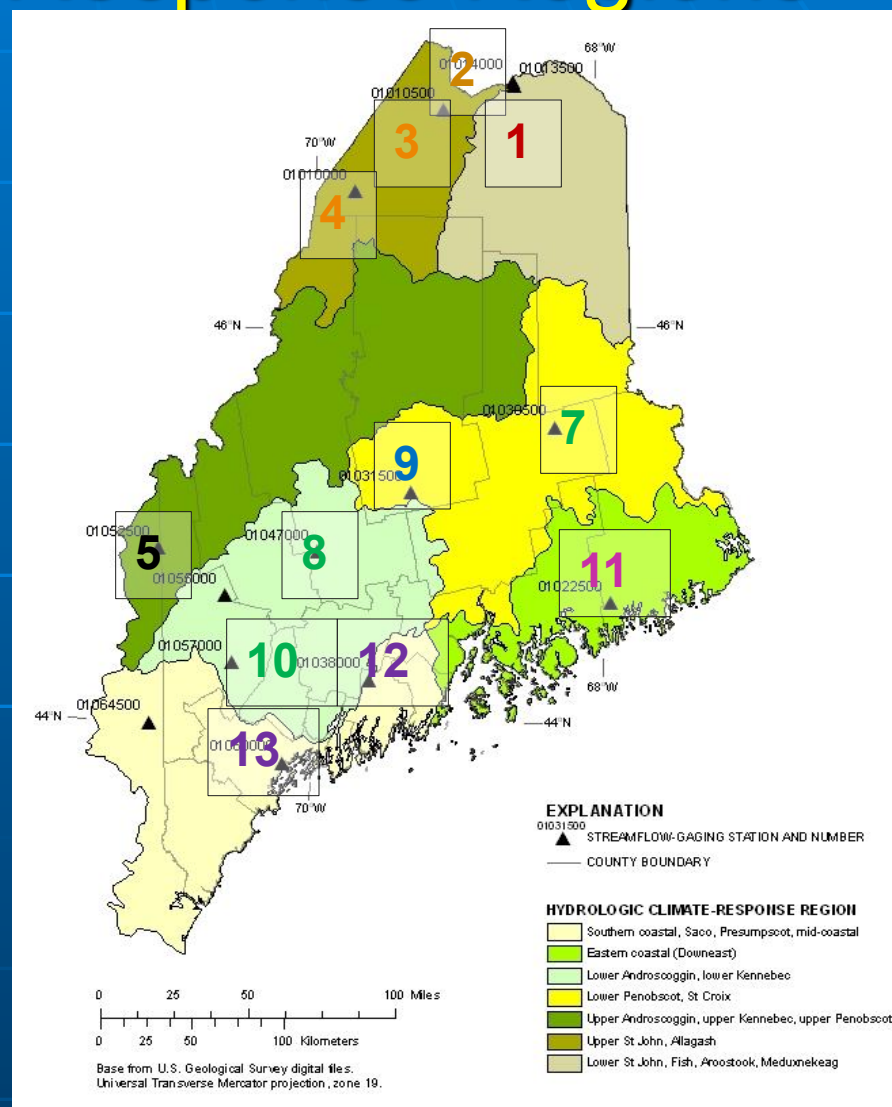 2
01014000
01013500
68°W
01010500
3
1
70°W
01010000
4
46°N
46°N
01030500
7
9
01031500
01052500
5
01047000
8
01055000
11
01022500
01057000
10
01038000
12
68°W
44°N
01064500
44°N
13
70°W
EXPLANATION
01031500
STREAMFLOW-GAGING STATION AND NUMBER
COUNTY BOUNDARY
HYDROLOGIC CLIMATE-RESPONSE REGION
Southern coastal, Saco, Presumpscot, mid-coastal
Eastern coastal (Downeast)
Lower Androscoggin, lower Kennebec
Lower Penobscot, St Croix
Upper Androscoggin, upper Kennebec, upper Penobscot
Upper St John, Allagash
Lower St John, Fish, Aroostook, Meduxnekeag
0 25 50 100 Miles
0 25 50 100 Kilometers
Base from U.S. Geological Survey digital files.
Universal Transverse Mercator projection, zone 19.